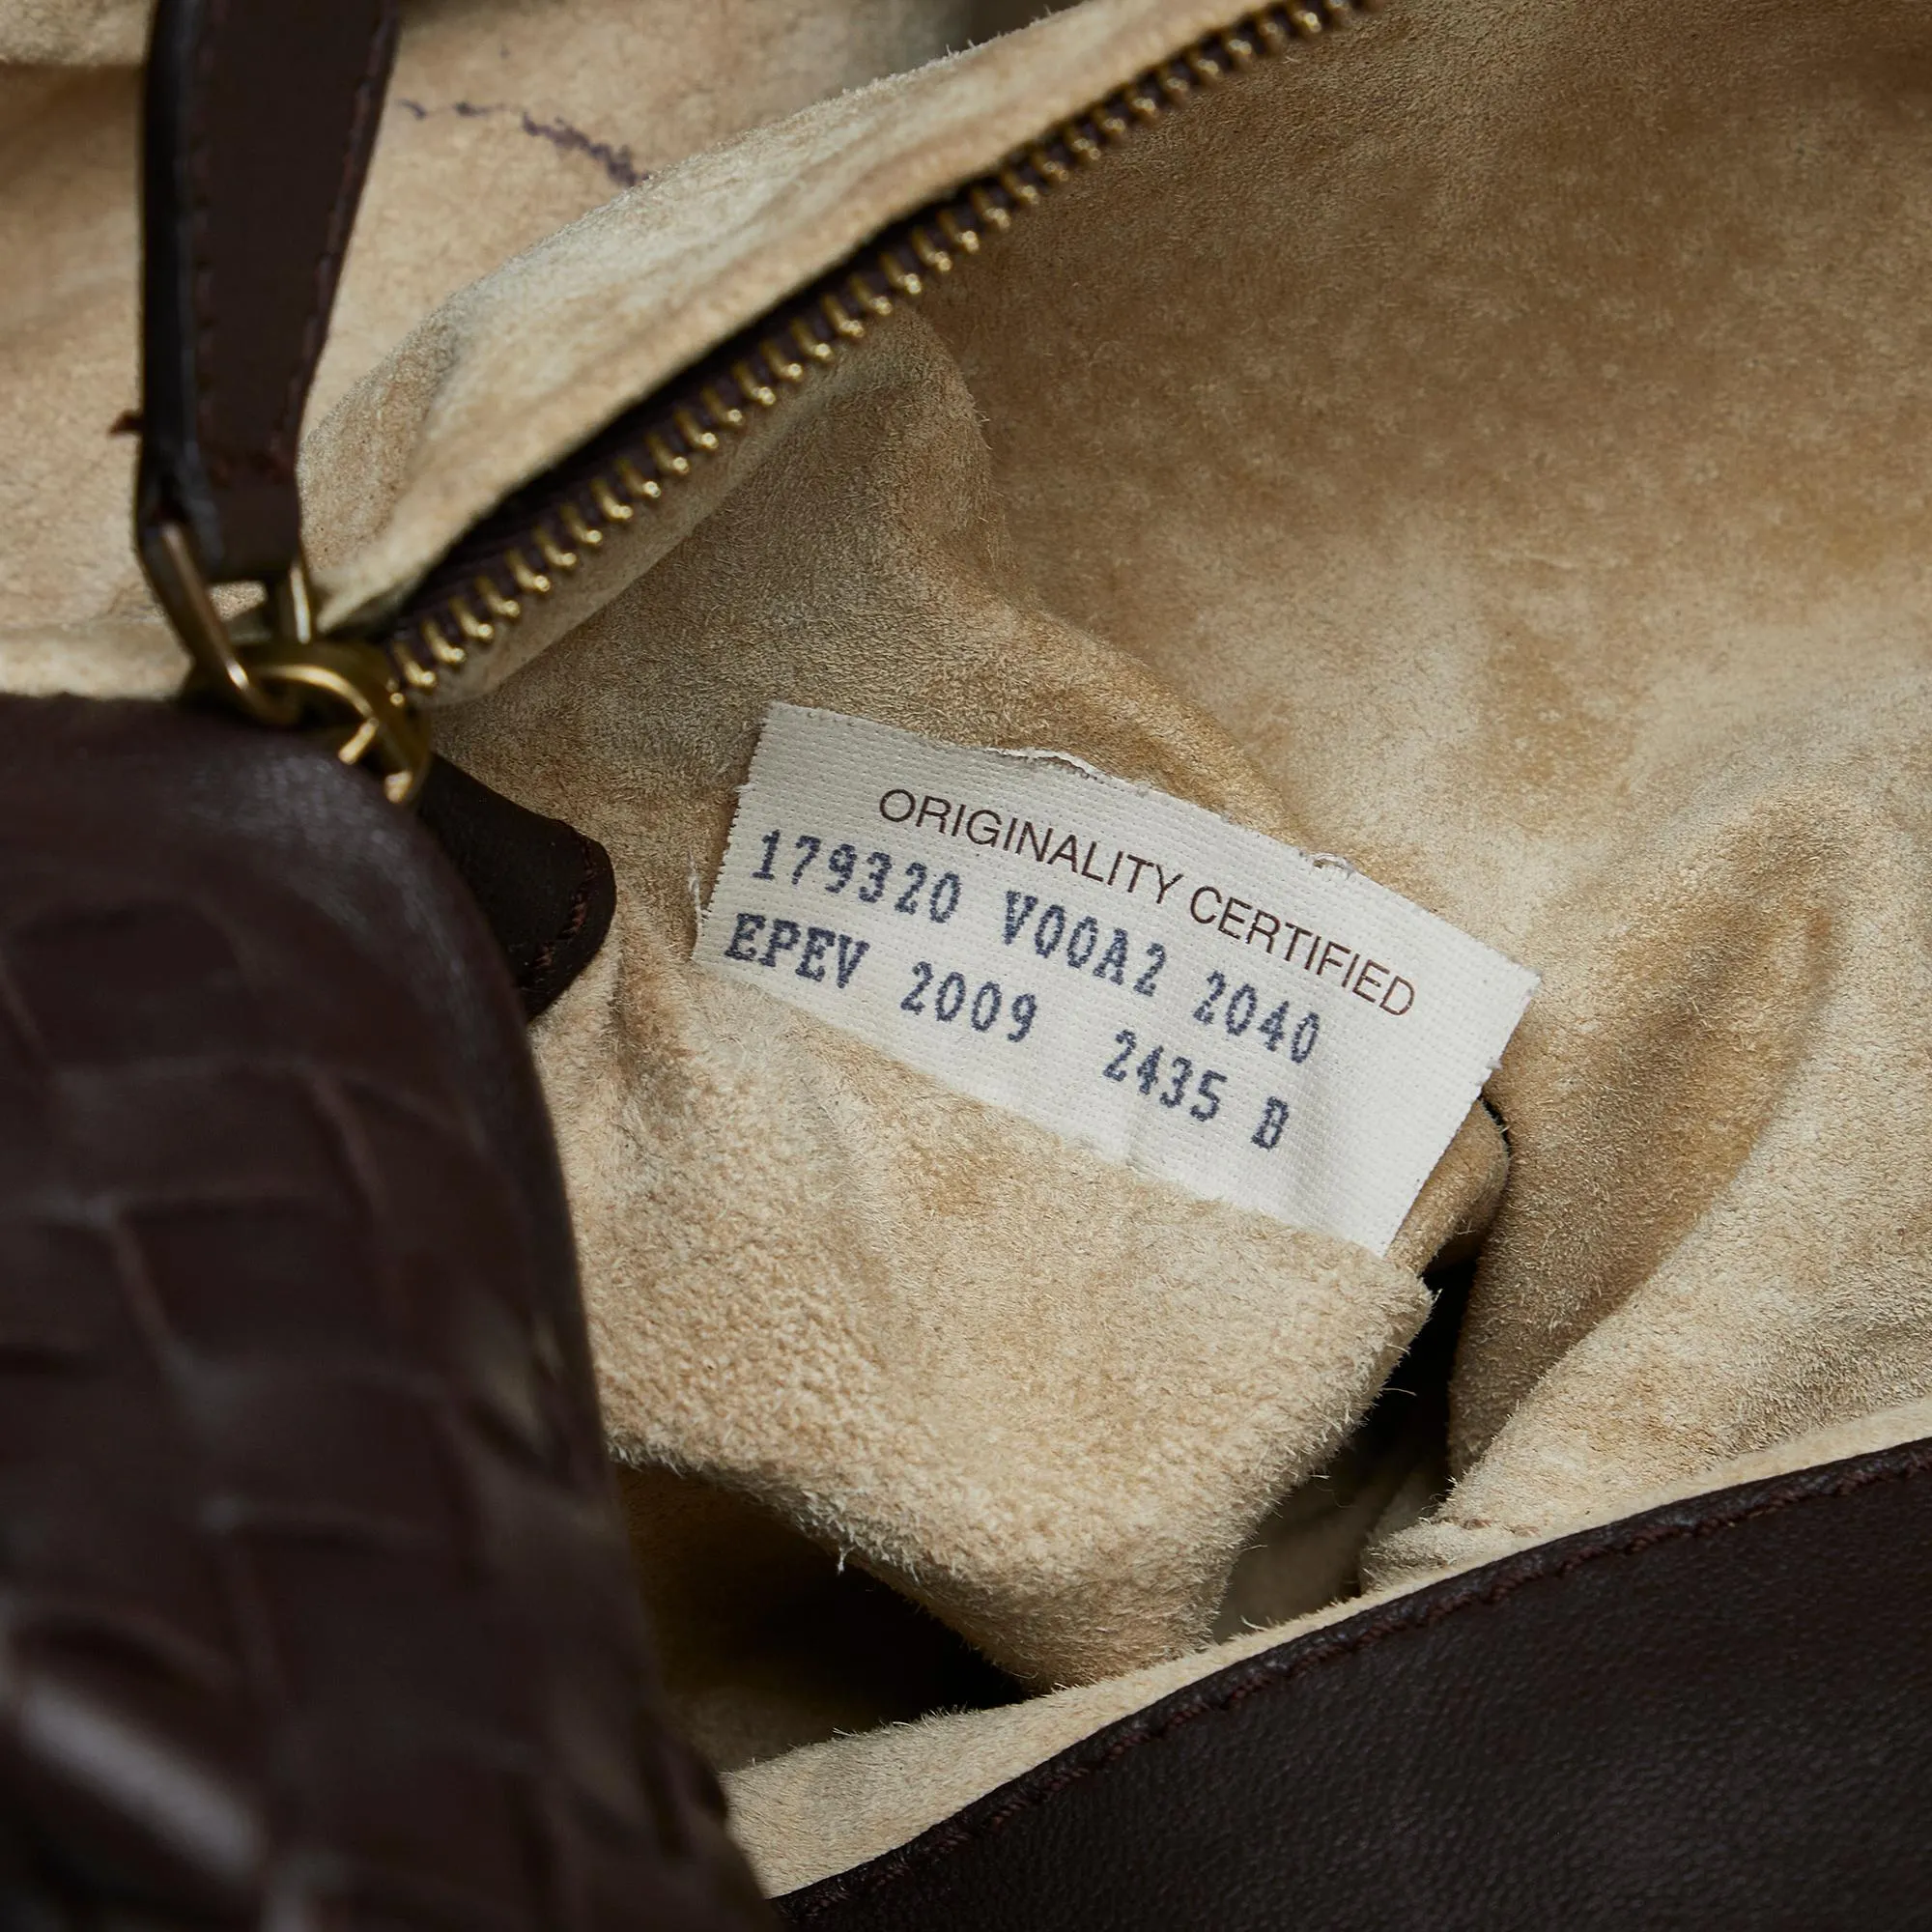 ORIGINALITY CERTIFIED
179320 V00A2 2040
EPEV 2009 2435 B